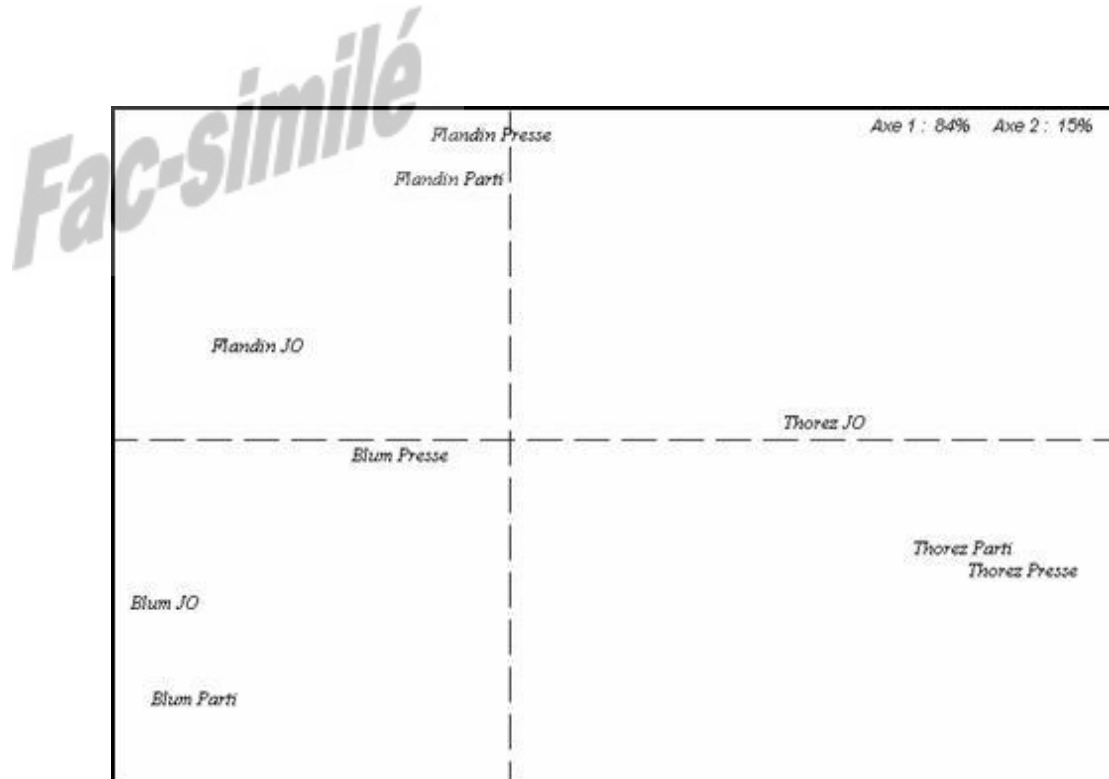 Fac-similé
Flandin Presse
Axe 1 : 84% Axe 2 : 15%
Flandin Parti
Flandin JO
Thorez JO
Blum Presse
Thorez Parti
Thorez Presse
Blum JO
Blum Parti